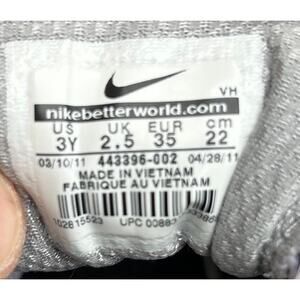 VH
nikebetterworld.com
US UK EUR cm
3Y 2.5 35 22
03/10/11 443396-002 04/28/11
MADE IN VIETNAM
FABRIQUE AU VIETNAM
102815523 UPC